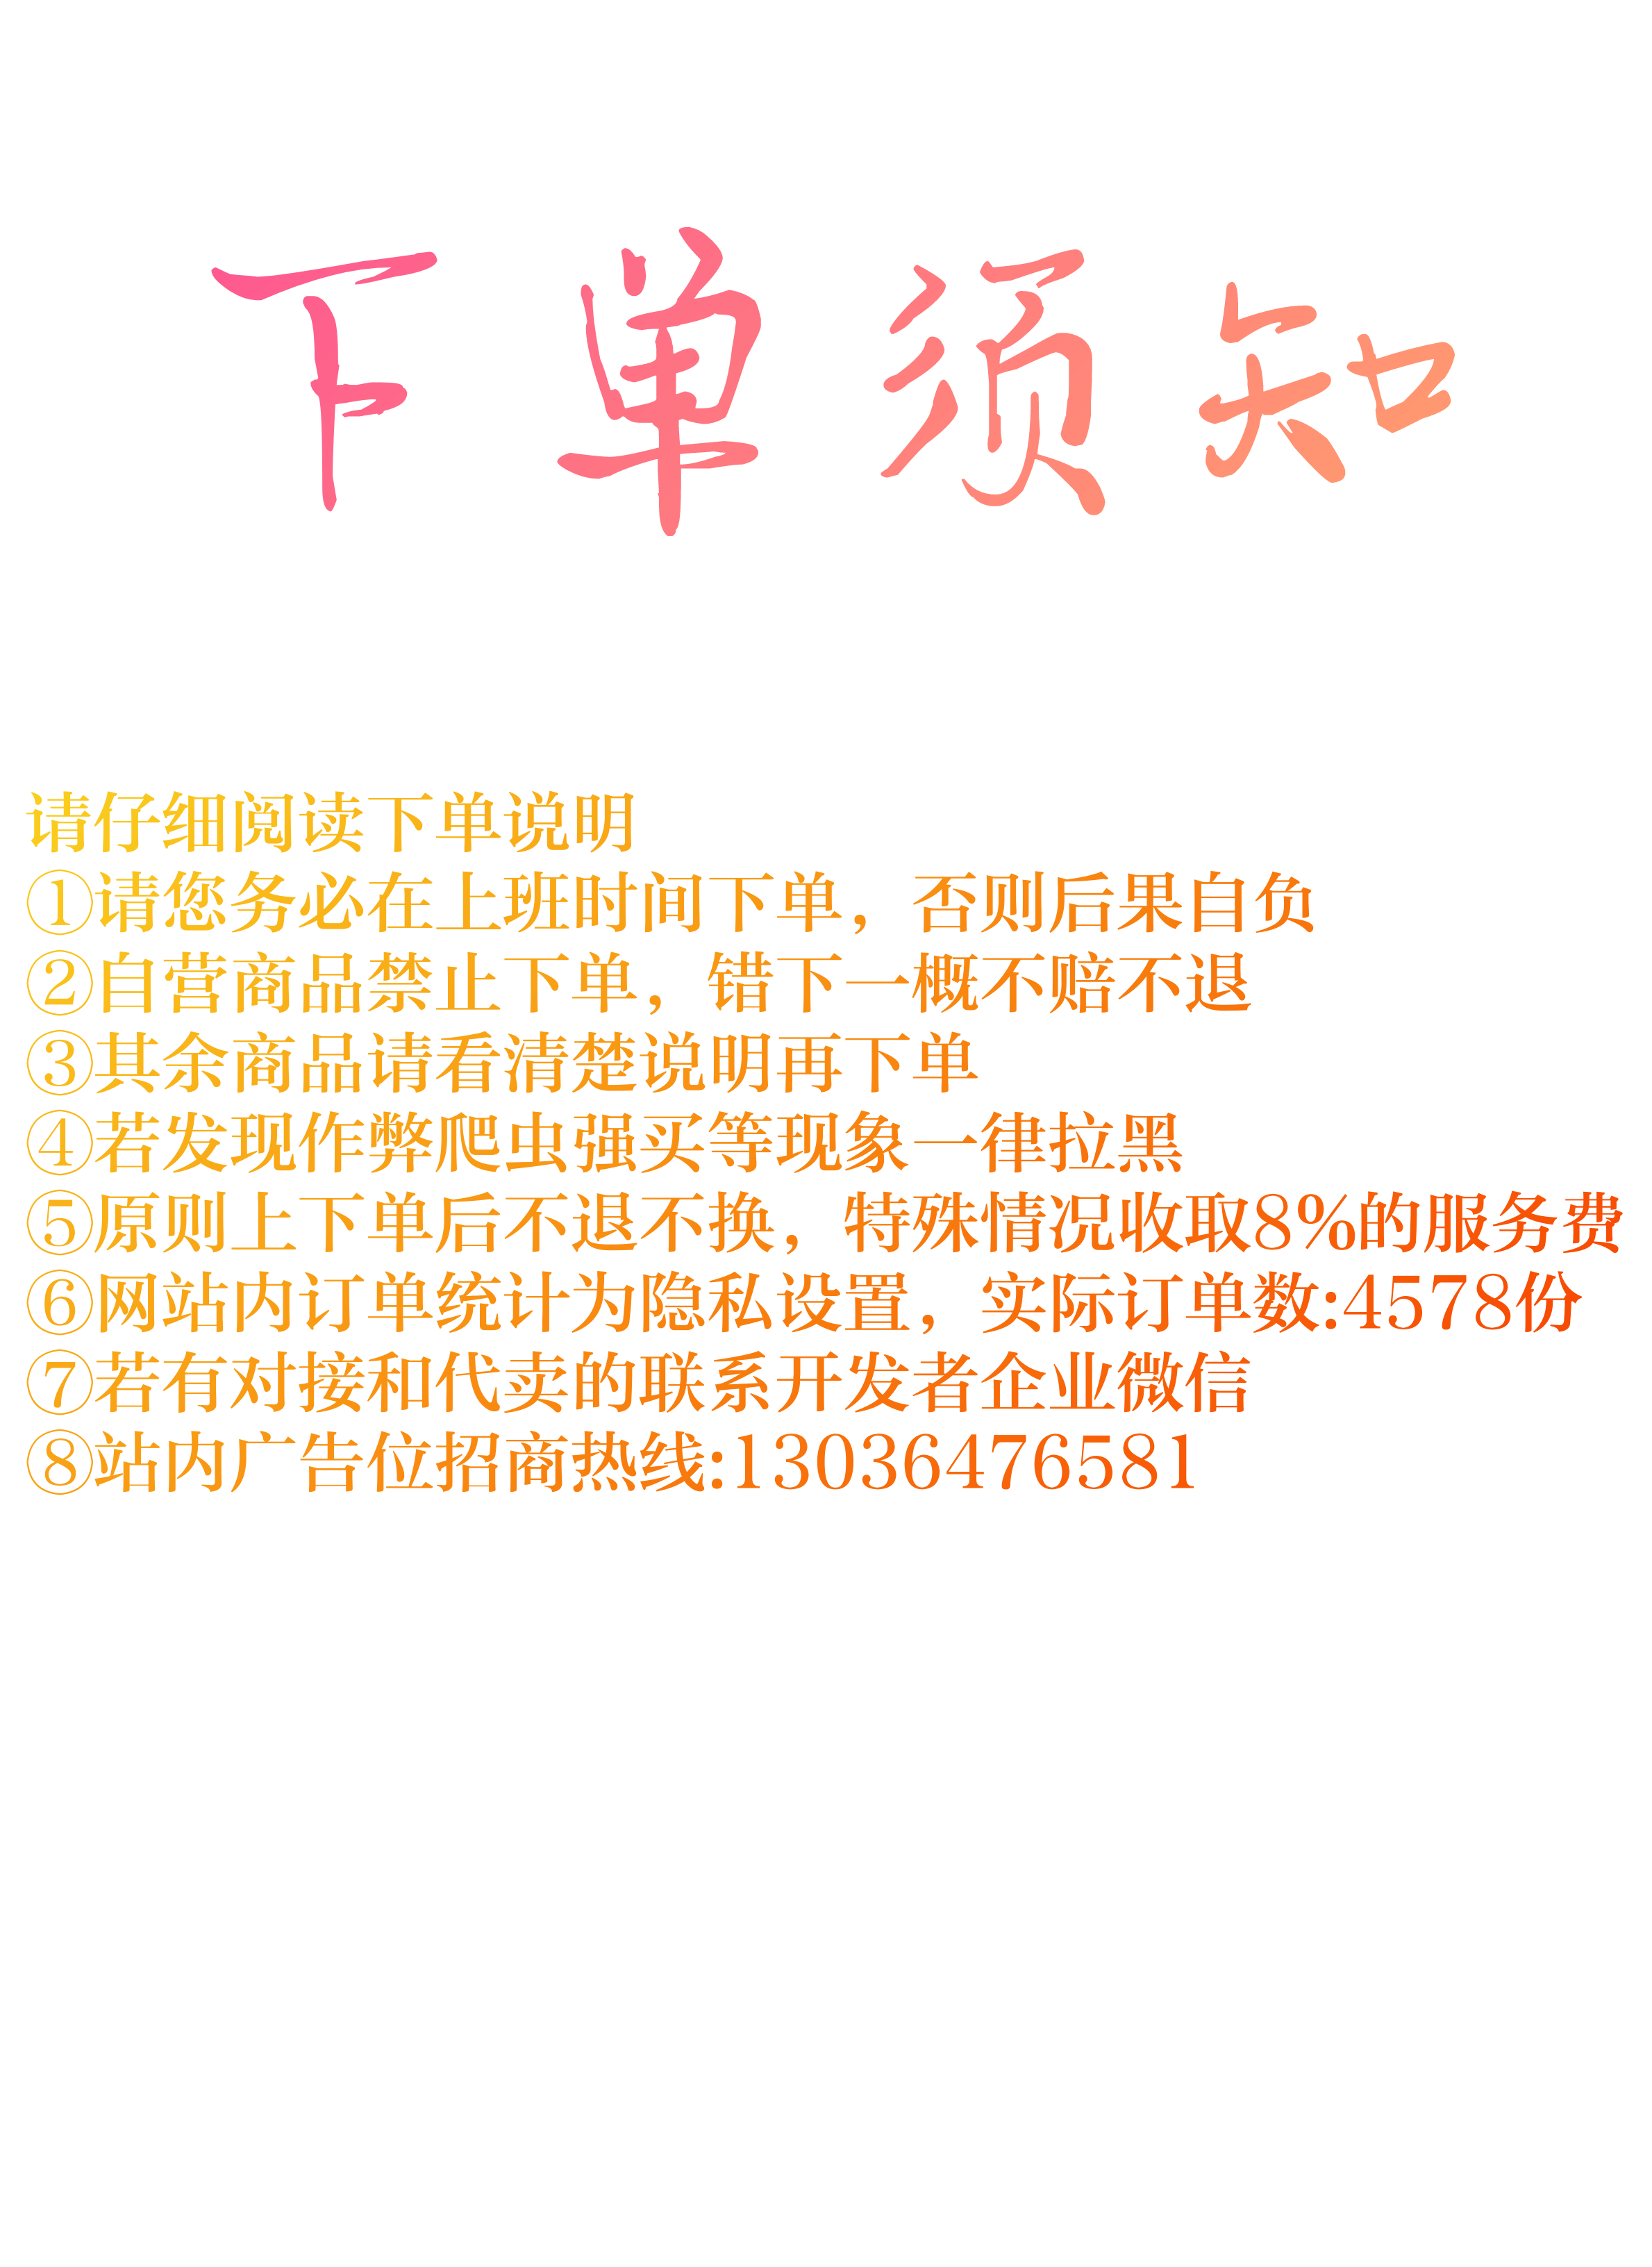 下单须知
请仔细阅读下单说明
①请您务必在上班时间下单，否则后果自负
②自营商品禁止下单，错下一概不赔不退
③其余商品请看清楚说明再下单
④若发现作弊爬虫强买等现象一律拉黑
⑤原则上下单后不退不换，特殊情况收取8%的服务费
⑥网站内订单统计为隐私设置，实际订单数:4578份
⑦若有对接和代卖的联系开发者企业微信
⑧站内广告位招商热线:13036476581